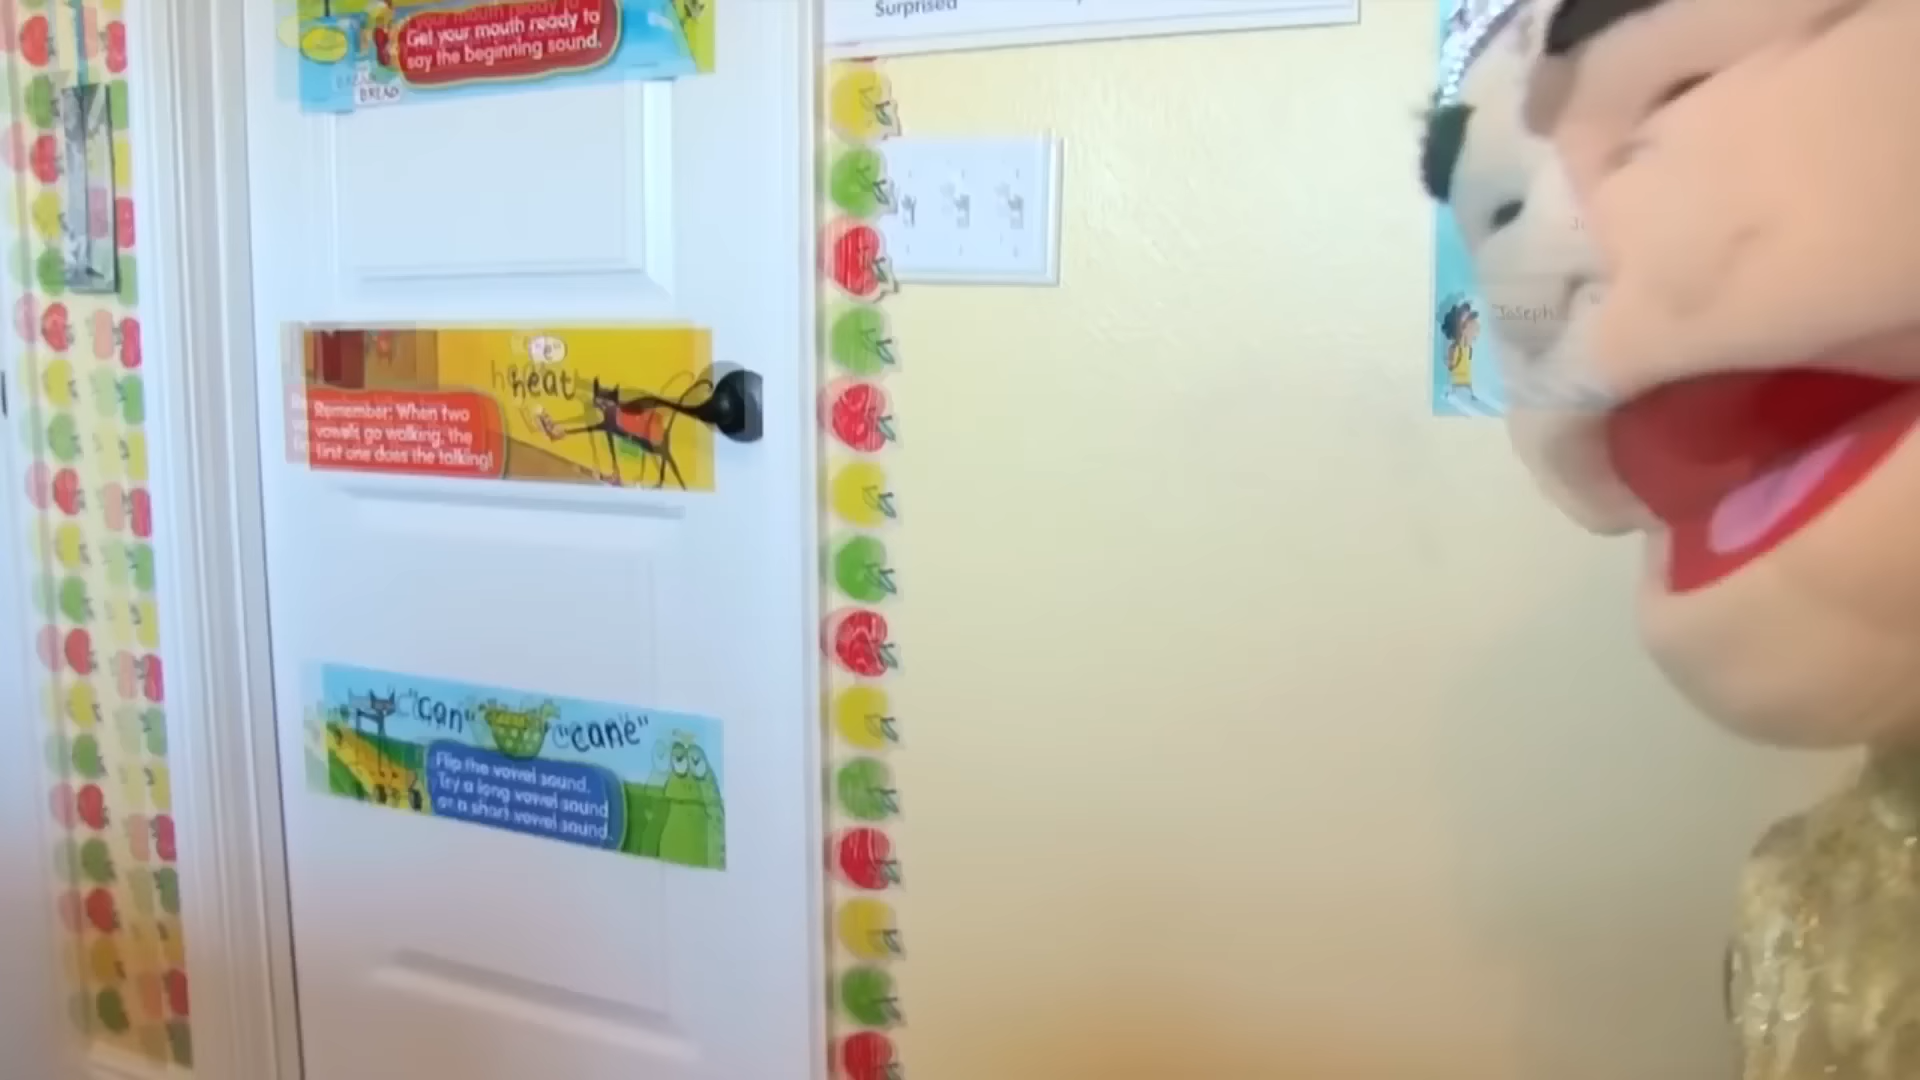 Surprised
Get your mouth ready to
say the beginning sound.
BREAD
"e"
heat
Remember: When two
vowels go walking, the
first one does the talking!
"can" "cane"
Flip the vowel sound.
Try a long vowel sound
or a short vowel sound.
"Joseph